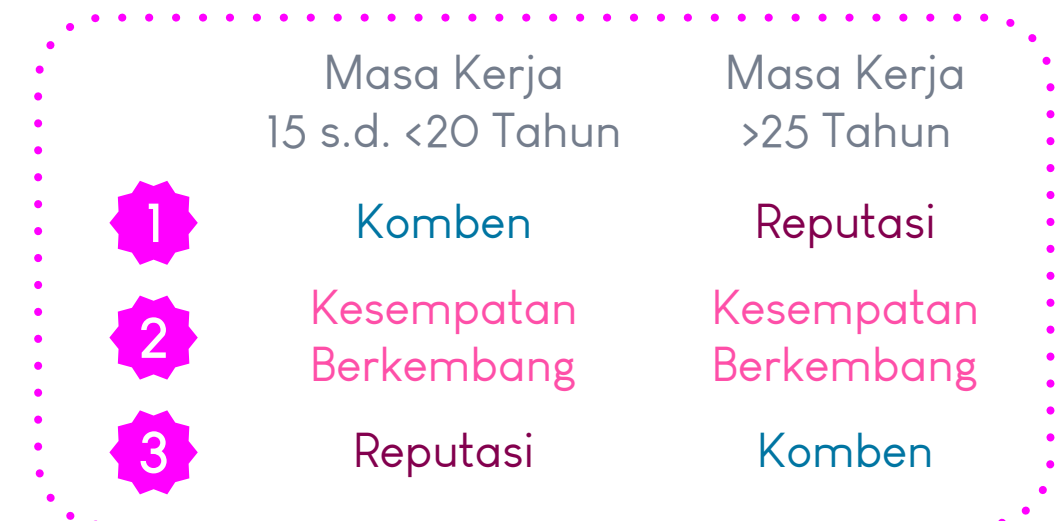 Masa Kerja
15 s.d. <20 Tahun
Masa Kerja
>25 Tahun
1
Komben
Reputasi
2
Kesempatan
Berkembang
Kesempatan
Berkembang
3
Reputasi
Komben